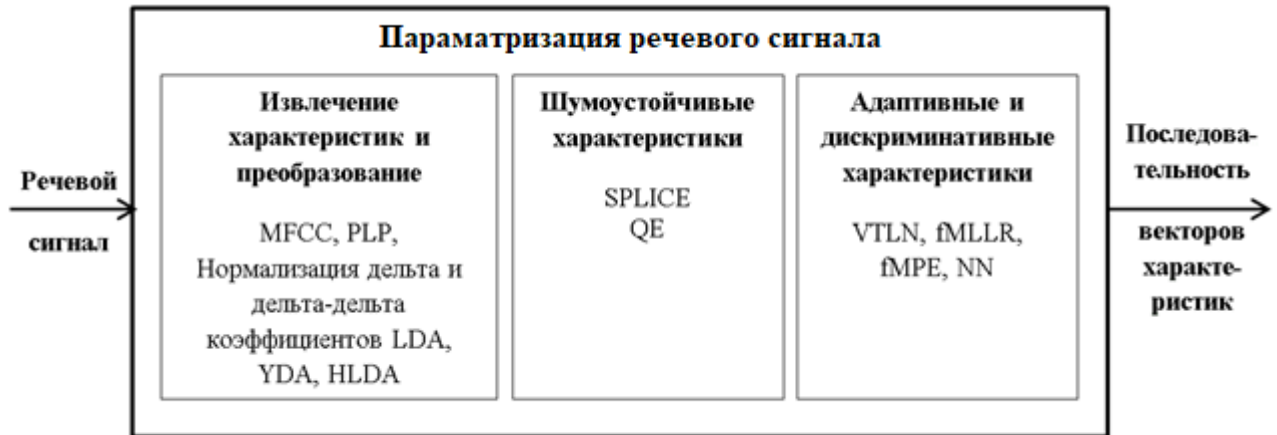 Параматризация речевого сигнала
Речевой
сигнал
Извлечение
характеристик и
преобразование
MFCC, PLP,
Нормализация дельта и
дельта-дельта
коэффициентов LDA,
YDA, HLDA
Шумоустойчивые
характеристики
SPLICE
QE
Адаптивные и
дискриминативные
характеристики
VTLN, fMLLR,
fMPE, NN
Последова-
тельность
векторов
характе-
ристик